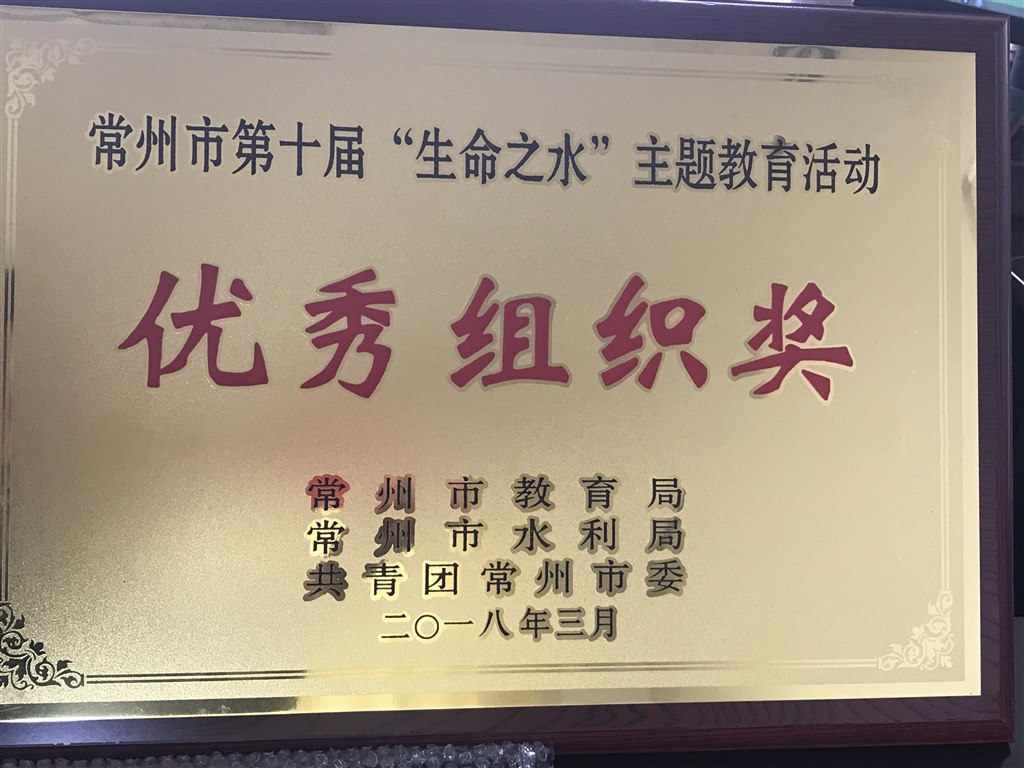 常州市第十届“生命之水”主题教育活动
优秀组织奖
常州市教育局
常州市水利局
共青团常州市委
二〇一八年三月